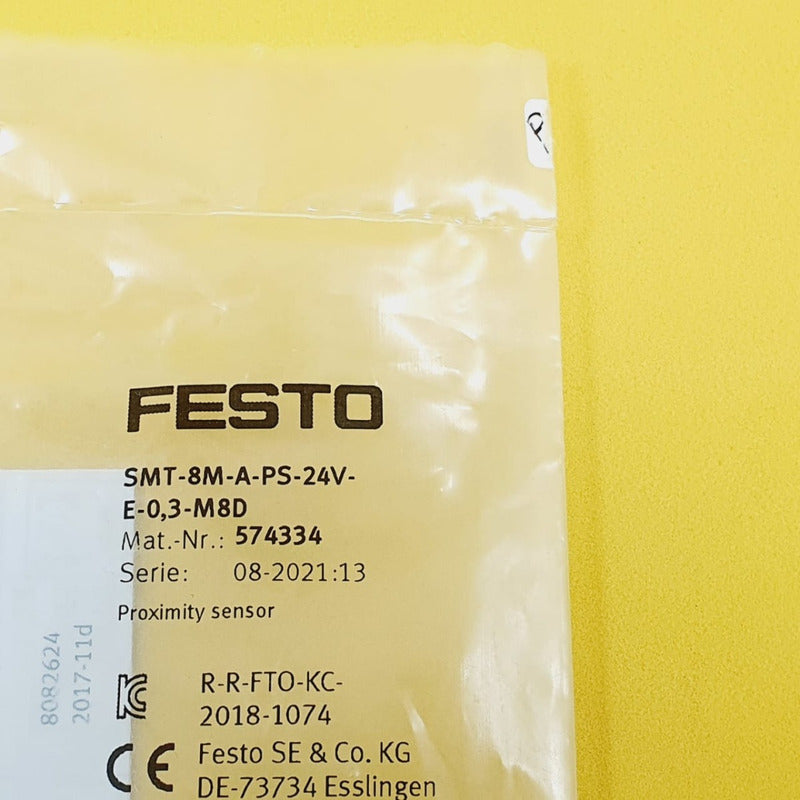 FESTO
SMT-8M-A-PS-24V-
E-0,3-M8D
Mat.-Nr.: 574334
Serie: 08-2021:13
Proximity sensor
8082624
2017-11d
R-R-FTO-KC-
2018-1074
CE Festo SE & Co. KG
DE-73734 Esslingen